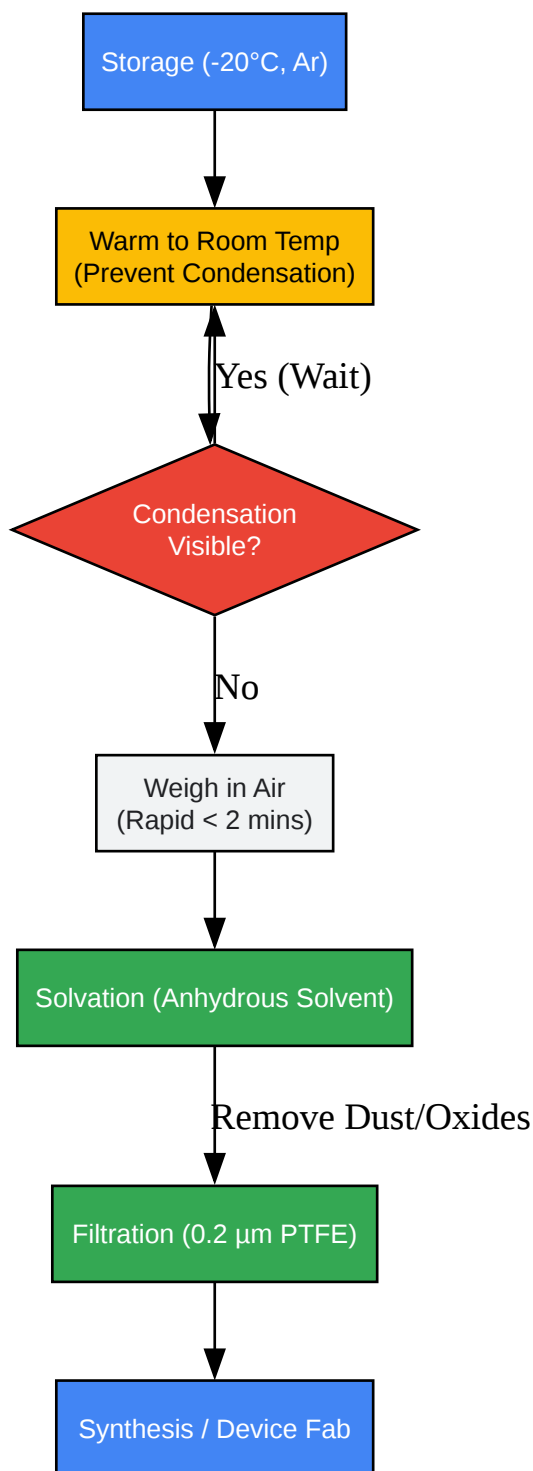 Storage (-20°C, Ar)
Warm to Room Temp
(Prevent Condensation)
Yes (Wait)
Condensation
Visible?
No
Weigh in Air
(Rapid < 2 mins)
Solvation (Anhydrous Solvent)
Remove Dust/Oxides
Filtration (0.2 µm PTFE)
Synthesis / Device Fab